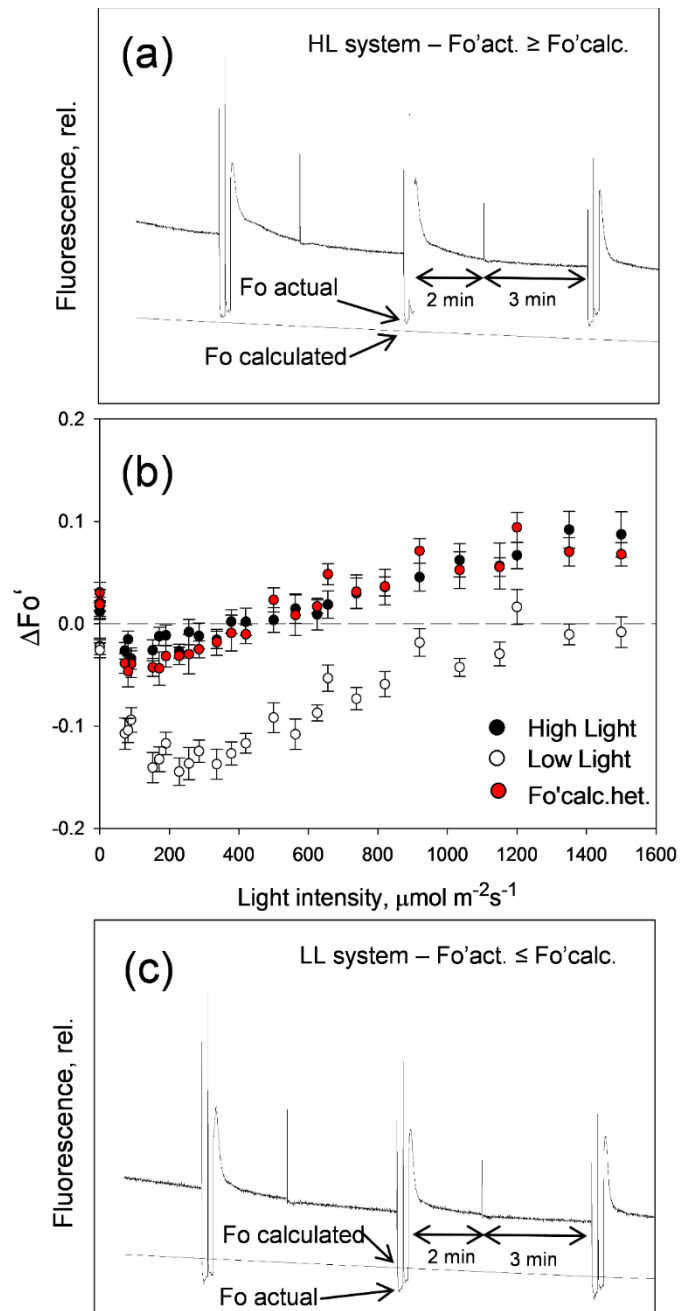 (a)
HL system – Fo'act. ≥ Fo'calc.
Fluorescence, rel.
Fo actual
Fo calculated
2 min
3 min
0.2
0.1
0.0
-0.1
-0.2
ΔFo'
(b)
High Light
Low Light
Fo'calc.het.
0 200 400 600 800 1000 1200 1400 1600
Light intensity, μmol m⁻²s⁻¹
(c)
LL system – Fo'act. ≤ Fo'calc.
Fluorescence, rel.
Fo calculated
Fo actual
2 min
3 min